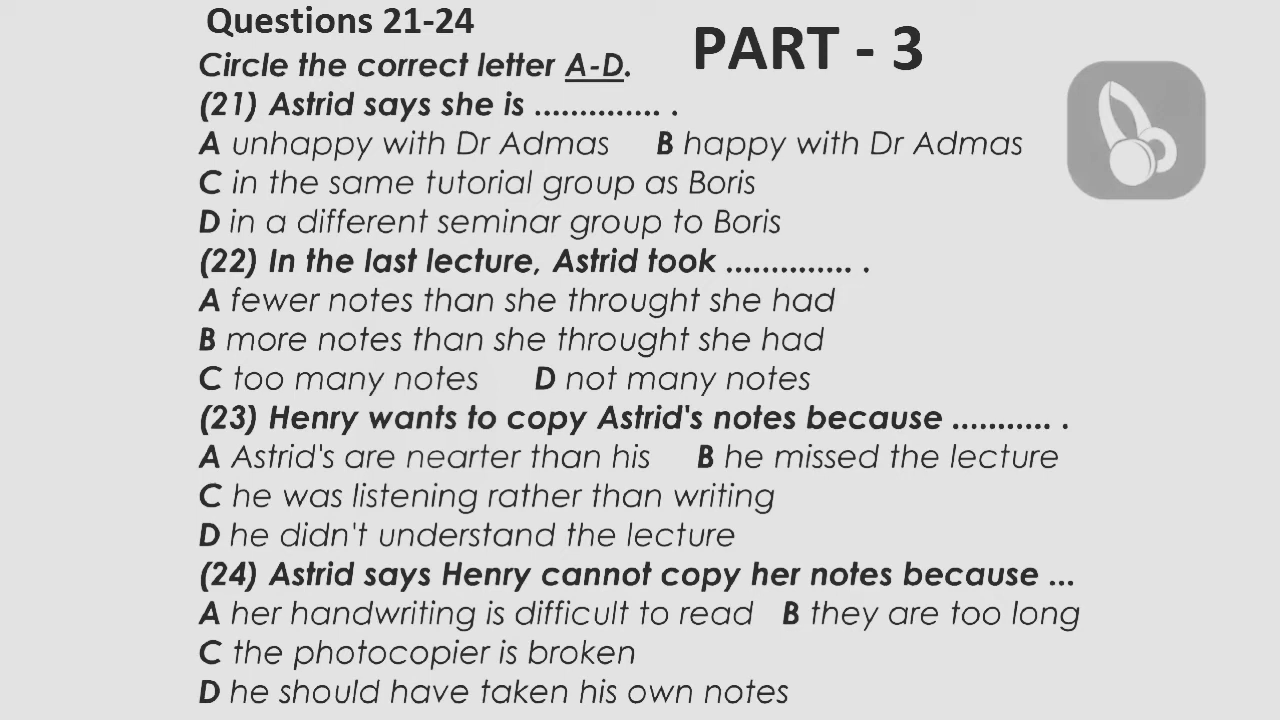 Questions 21-24
PART - 3
Circle the correct letter A-D.
(21) Astrid says she is .............. .
A unhappy with Dr Admas B happy with Dr Admas
C in the same tutorial group as Boris
D in a different seminar group to Boris
(22) In the last lecture, Astrid took .............. .
A fewer notes than she throught she had
B more notes than she throught she had
C too many notes D not many notes
(23) Henry wants to copy Astrid's notes because ........... .
A Astrid's are nearter than his B he missed the lecture
C he was listening rather than writing
D he didn't understand the lecture
(24) Astrid says Henry cannot copy her notes because ...
A her handwriting is difficult to read B they are too long
C the photocopier is broken
D he should have taken his own notes